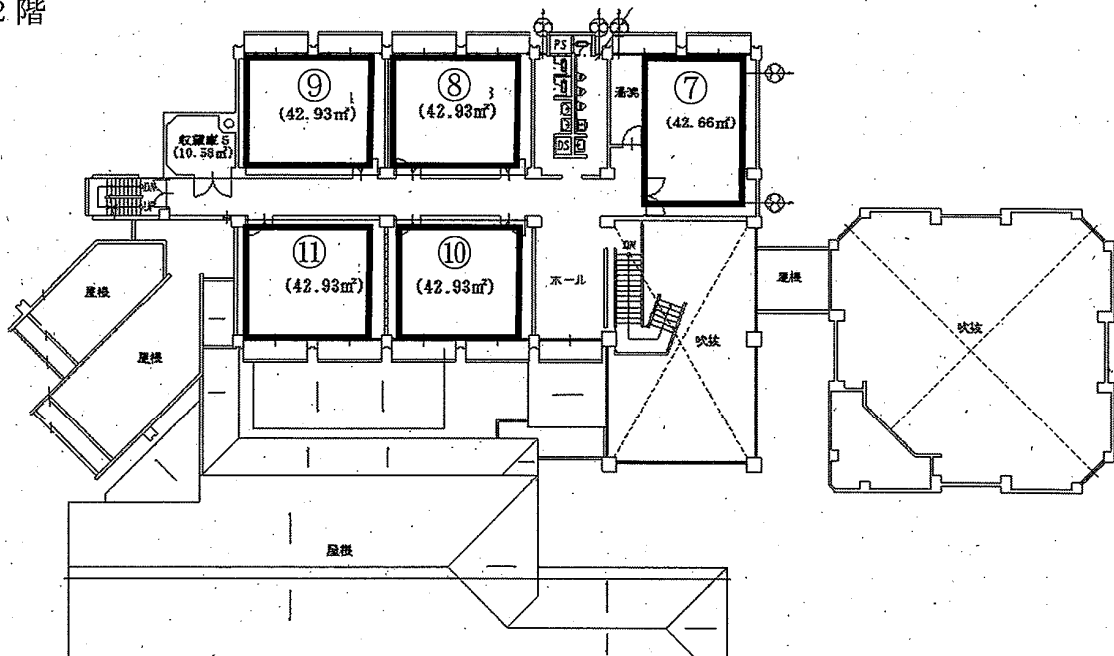 2階
PS
⑨
(42.93㎡)
⑧
(42.93㎡)
湯沸
⑦
(42.66㎡)
収蔵庫5
(10.58㎡)
DS
DN
UP
⑪
(42.93㎡)
⑩
(42.93㎡)
ホール
DN
吹抜
屋根
吹抜
屋根
屋根
屋根